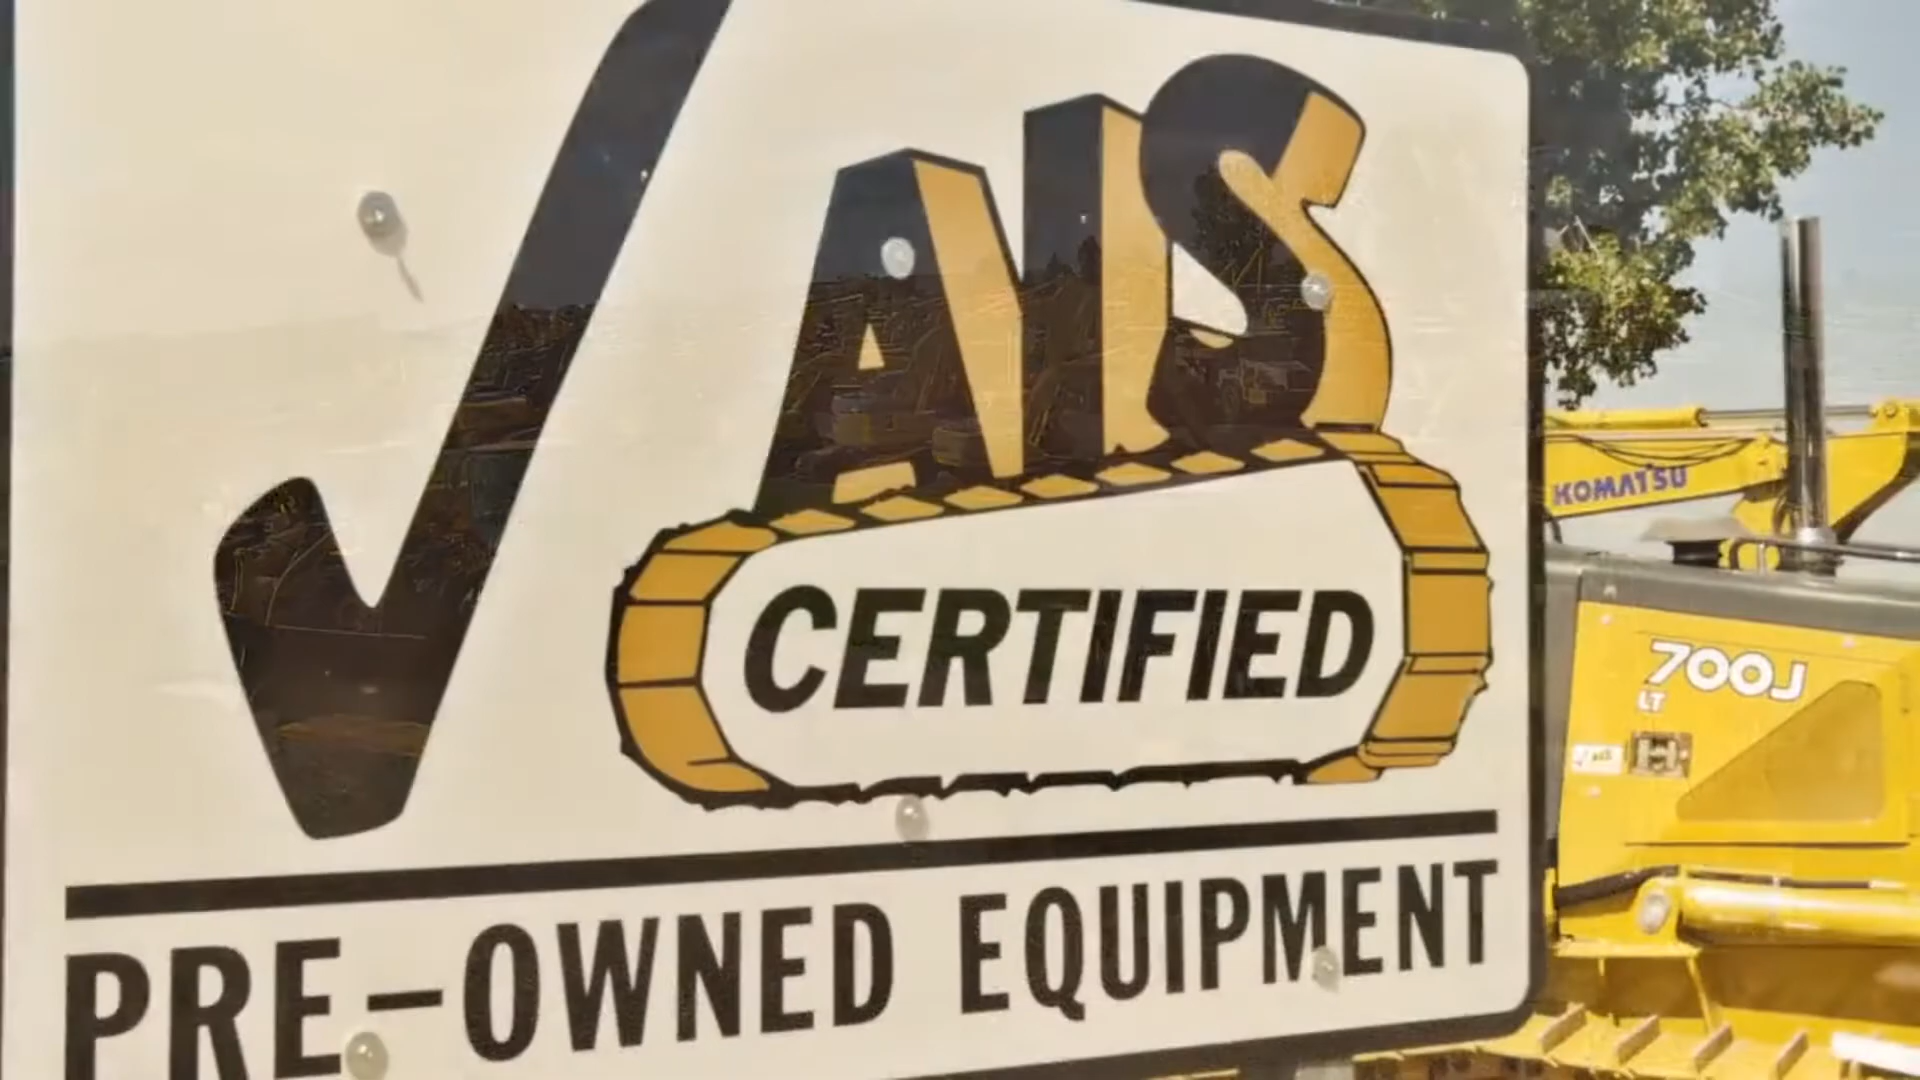 AIS
CERTIFIED
PRE-OWNED EQUIPMENT
KOMATSU
700J
LT